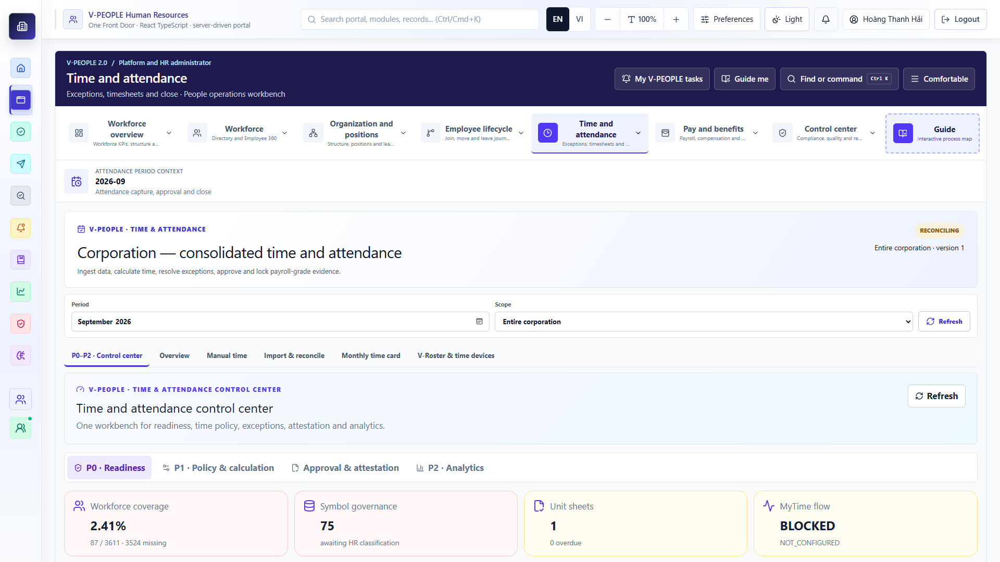 V-PEOPLE Human Resources
One Front Door · React TypeScript · server-driven portal
Search portal, modules, records... (Ctrl/Cmd+K)
EN
VI
100%
Preferences
Light
Hoàng Thanh Hải
Logout
V-PEOPLE 2.0 / Platform and HR administrator
Time and attendance
Exceptions, timesheets and close · People operations workbench
My V-PEOPLE tasks
Guide me
Find or command
Ctrl K
Comfortable
Workforce overview
Workforce KPIs, structure a...
Workforce
Directory and Employee 360
Organization and positions
Structure, positions and lea...
Employee lifecycle
Join, move and leave journ...
Time and attendance
Exceptions, timesheets and ...
Pay and benefits
Payroll, compensation and ...
Control center
Compliance, quality and re...
Guide
Interactive process map
ATTENDANCE PERIOD CONTEXT
2026-09
Attendance capture, approval and close
V-PEOPLE · TIME & ATTENDANCE
RECONCILING
Corporation — consolidated time and attendance
Entire corporation · version 1
Ingest data, calculate time, resolve exceptions, approve and lock payroll-grade evidence.
Period
Scope
September 2026
Entire corporation
Refresh
P0–P2 · Control center
Overview
Manual time
Import & reconcile
Monthly time card
V-Roster & time devices
V-PEOPLE · TIME & ATTENDANCE CONTROL CENTER
Time and attendance control center
One workbench for readiness, time policy, exceptions, attestation and analytics.
Refresh
P0 · Readiness
P1 · Policy & calculation
Approval & attestation
P2 · Analytics
Workforce coverage
2.41%
87 / 3611 · 3524 missing
Symbol governance
75
awaiting HR classification
Unit sheets
1
0 overdue
MyTime flow
BLOCKED
NOT_CONFIGURED